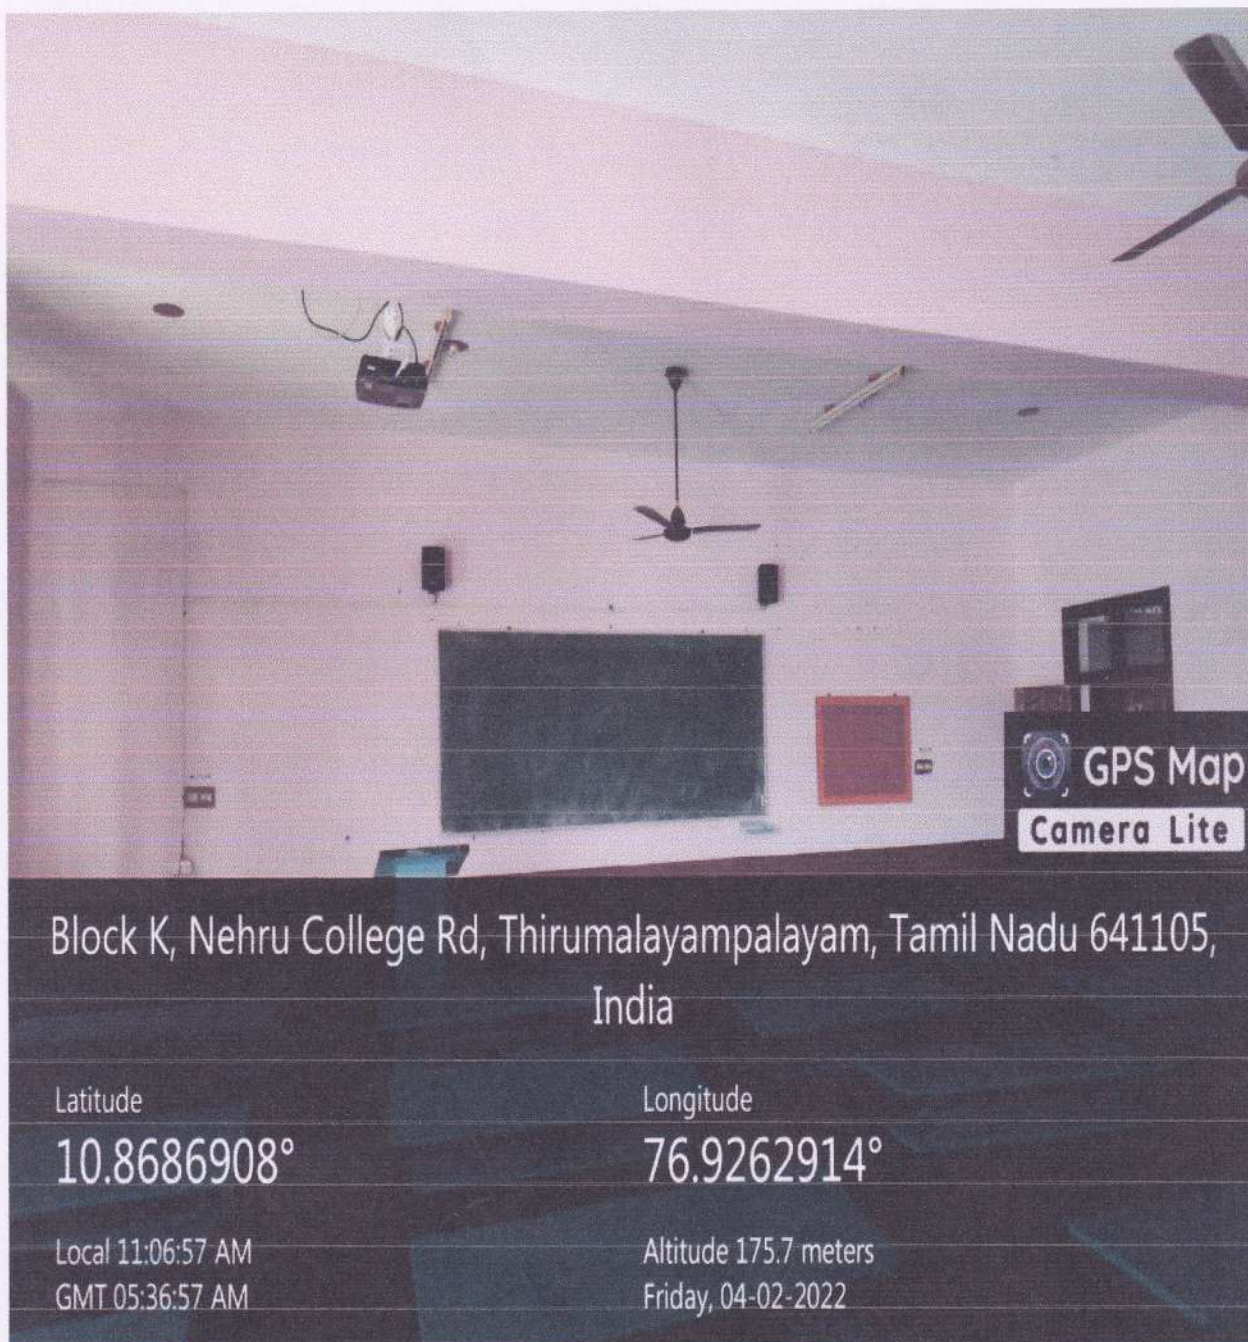 GPS Map
Camera Lite
Block K, Nehru College Rd, Thirumalayampalayam, Tamil Nadu 641105,
India
Latitude
10.8686908°
Longitude
76.9262914°
Local 11:06:57 AM
GMT 05:36:57 AM
Altitude 175.7 meters
Friday, 04-02-2022